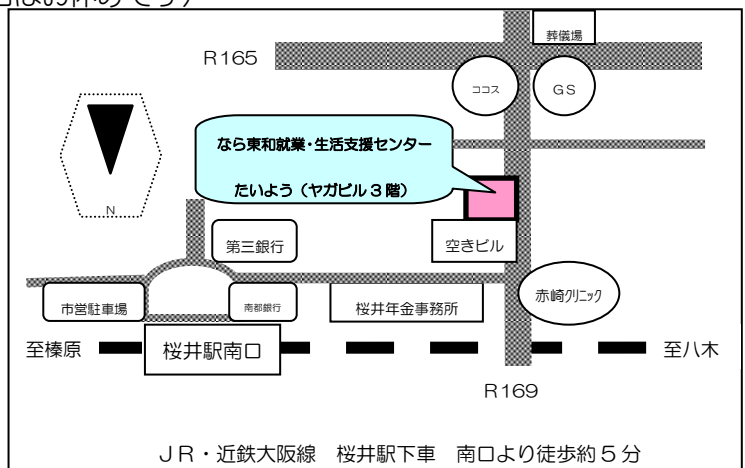 日はお休みです）
葬儀場
R165
ココス
GS
なら東和就業・生活支援センター
たいよう（ヤガビル３階）
N
第三銀行
空きビル
市営駐車場
南都銀行
桜井年金事務所
赤崎クリニック
至榛原
桜井駅南口
至八木
R169
ＪＲ・近鉄大阪線　桜井駅下車　南口より徒歩約５分